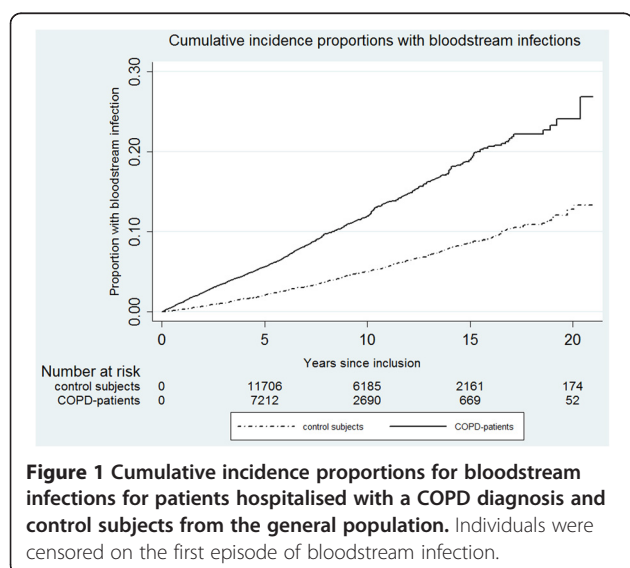 Cumulative incidence proportions with bloodstream infections
Proportion with bloodstream infection
0.30
0.20
0.10
0.00
0 5 10 15 20
Years since inclusion
Number at risk
control subjects 0 11706 6185 2161 174
COPD-patients 0 7212 2690 669 52
control subjects COPD-patients
Figure 1 Cumulative incidence proportions for bloodstream
infections for patients hospitalised with a COPD diagnosis and
control subjects from the general population. Individuals were
censored on the first episode of bloodstream infection.